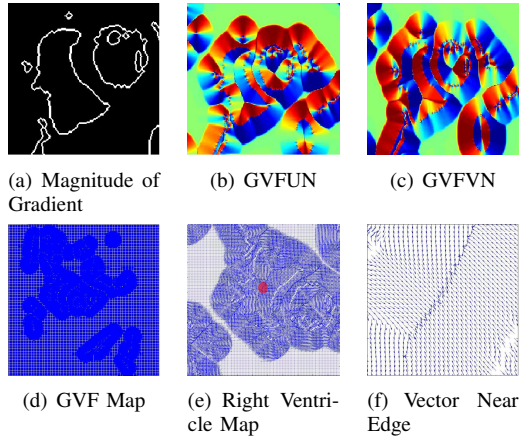 (a) Magnitude of
Gradient
(b) GVFUN
(c) GVFVN
(d) GVF Map
(e) Right Ventri-
cle Map
(f) Vector Near
Edge